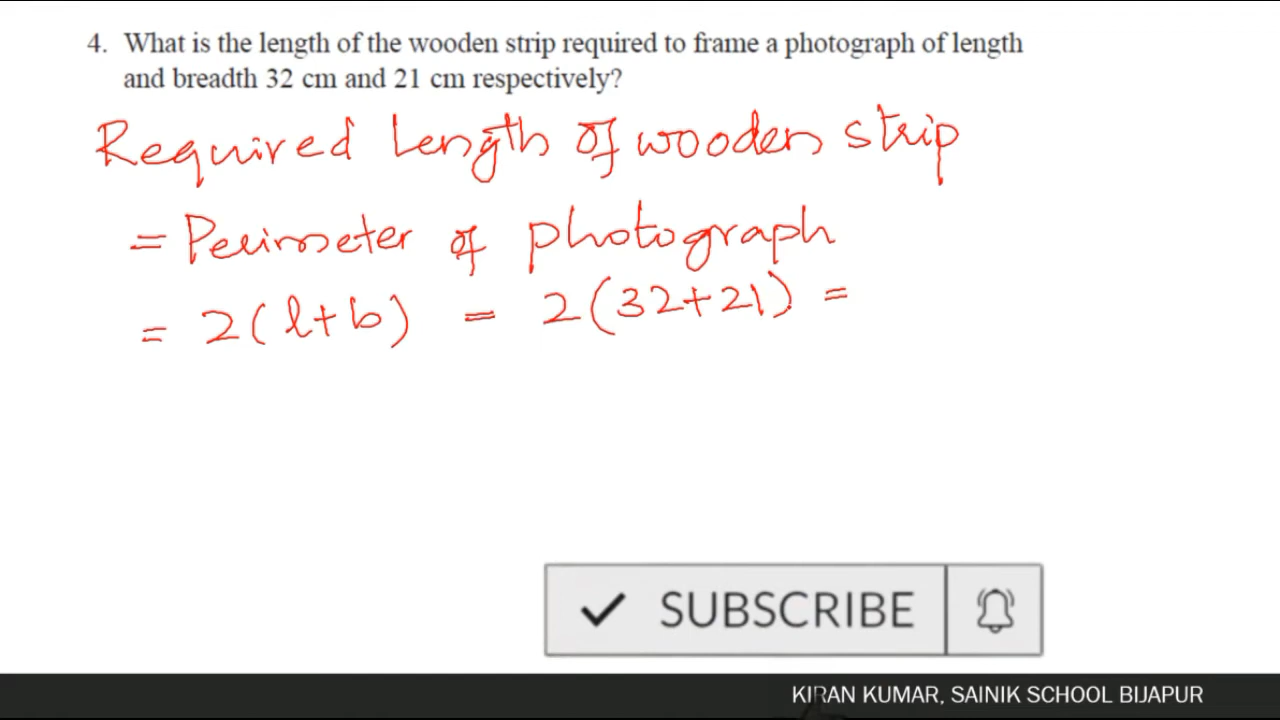 4. What is the length of the wooden strip required to frame a photograph of length
and breadth 32 cm and 21 cm respectively?
Required Length of wooden strip
= Perimeter of photograph
= 2(l+b) = 2(32+21) =
SUBSCRIBE
KIRAN KUMAR, SAINIK SCHOOL BIJAPUR